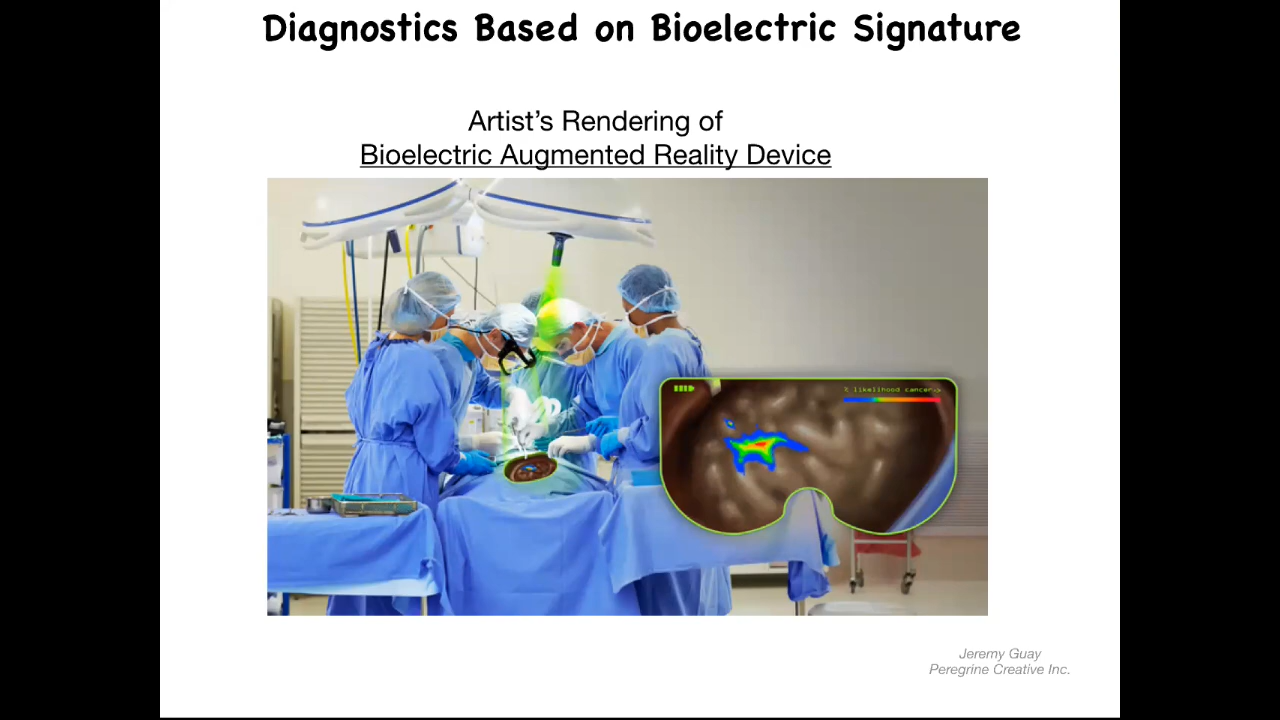 Diagnostics Based on Bioelectric Signature
Artist's Rendering of
Bioelectric Augmented Reality Device
% likelihood cancer
Jeremy Guay
Peregrine Creative Inc.